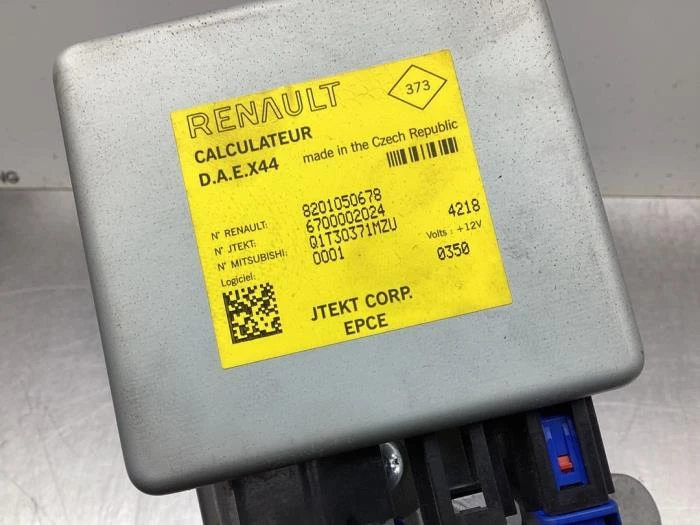 RENAULT
373
CALCULATEUR
D.A.E.X44
made in the Czech Republic
N° RENAULT: 8201050678
N° JTEKT: 6700002024 4218
N° MITSUBISHI: Q1T30371MZU Volts : +12V
Logiciel: 0001 0350
JTEKT CORP.
EPCE